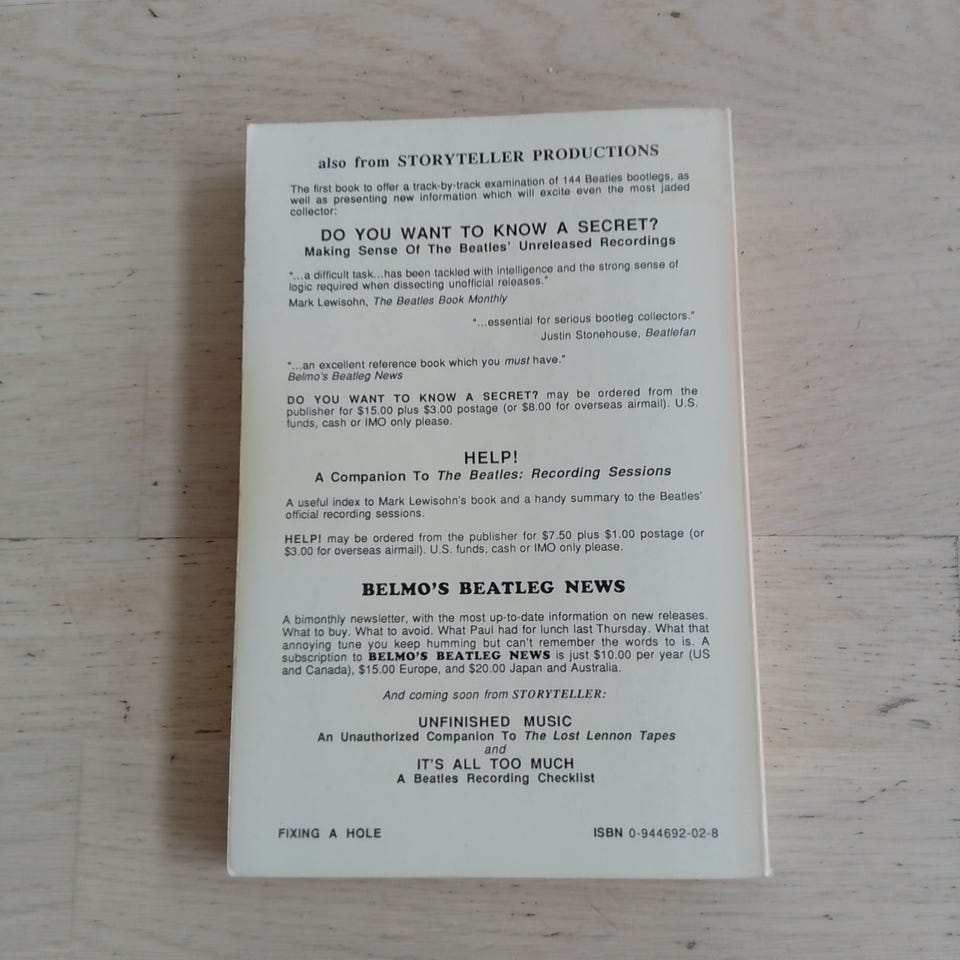 also from STORYTELLER PRODUCTIONS
The first book to offer a track-by-track examination of 144 Beatles bootlegs, as
well as presenting new information which will excite even the most jaded
collector:
DO YOU WANT TO KNOW A SECRET?
Making Sense Of The Beatles' Unreleased Recordings
"...a difficult task...has been tackled with intelligence and the strong sense of
logic required when dissecting unofficial releases."
Mark Lewisohn, The Beatles Book Monthly
"...essential for serious bootleg collectors."
Justin Stonehouse, Beatlefan
"...an excellent reference book which you must have."
Belmo's Beatleg News
DO YOU WANT TO KNOW A SECRET? may be ordered from the
publisher for $15.00 plus $3.00 postage (or $8.00 for overseas airmail). U.S.
funds, cash or IMO only please.
HELP!
A Companion To The Beatles: Recording Sessions
A useful index to Mark Lewisohn's book and a handy summary to the Beatles'
official recording sessions.
HELP! may be ordered from the publisher for $7.50 plus $1.00 postage (or
$3.00 for overseas airmail). U.S. funds, cash or IMO only please.
BELMO'S BEATLEG NEWS
A bimonthly newsletter, with the most up-to-date information on new releases.
What to buy. What to avoid. What Paul had for lunch last Thursday. What that
annoying tune you keep humming but can't remember the words to is. A
subscription to BELMO'S BEATLEG NEWS is just $10.00 per year (US
and Canada), $15.00 Europe, and $20.00 Japan and Australia.
And coming soon from STORYTELLER:
UNFINISHED MUSIC
An Unauthorized Companion To The Lost Lennon Tapes
and
IT'S ALL TOO MUCH
A Beatles Recording Checklist
FIXING A HOLE
ISBN 0-944692-02-8